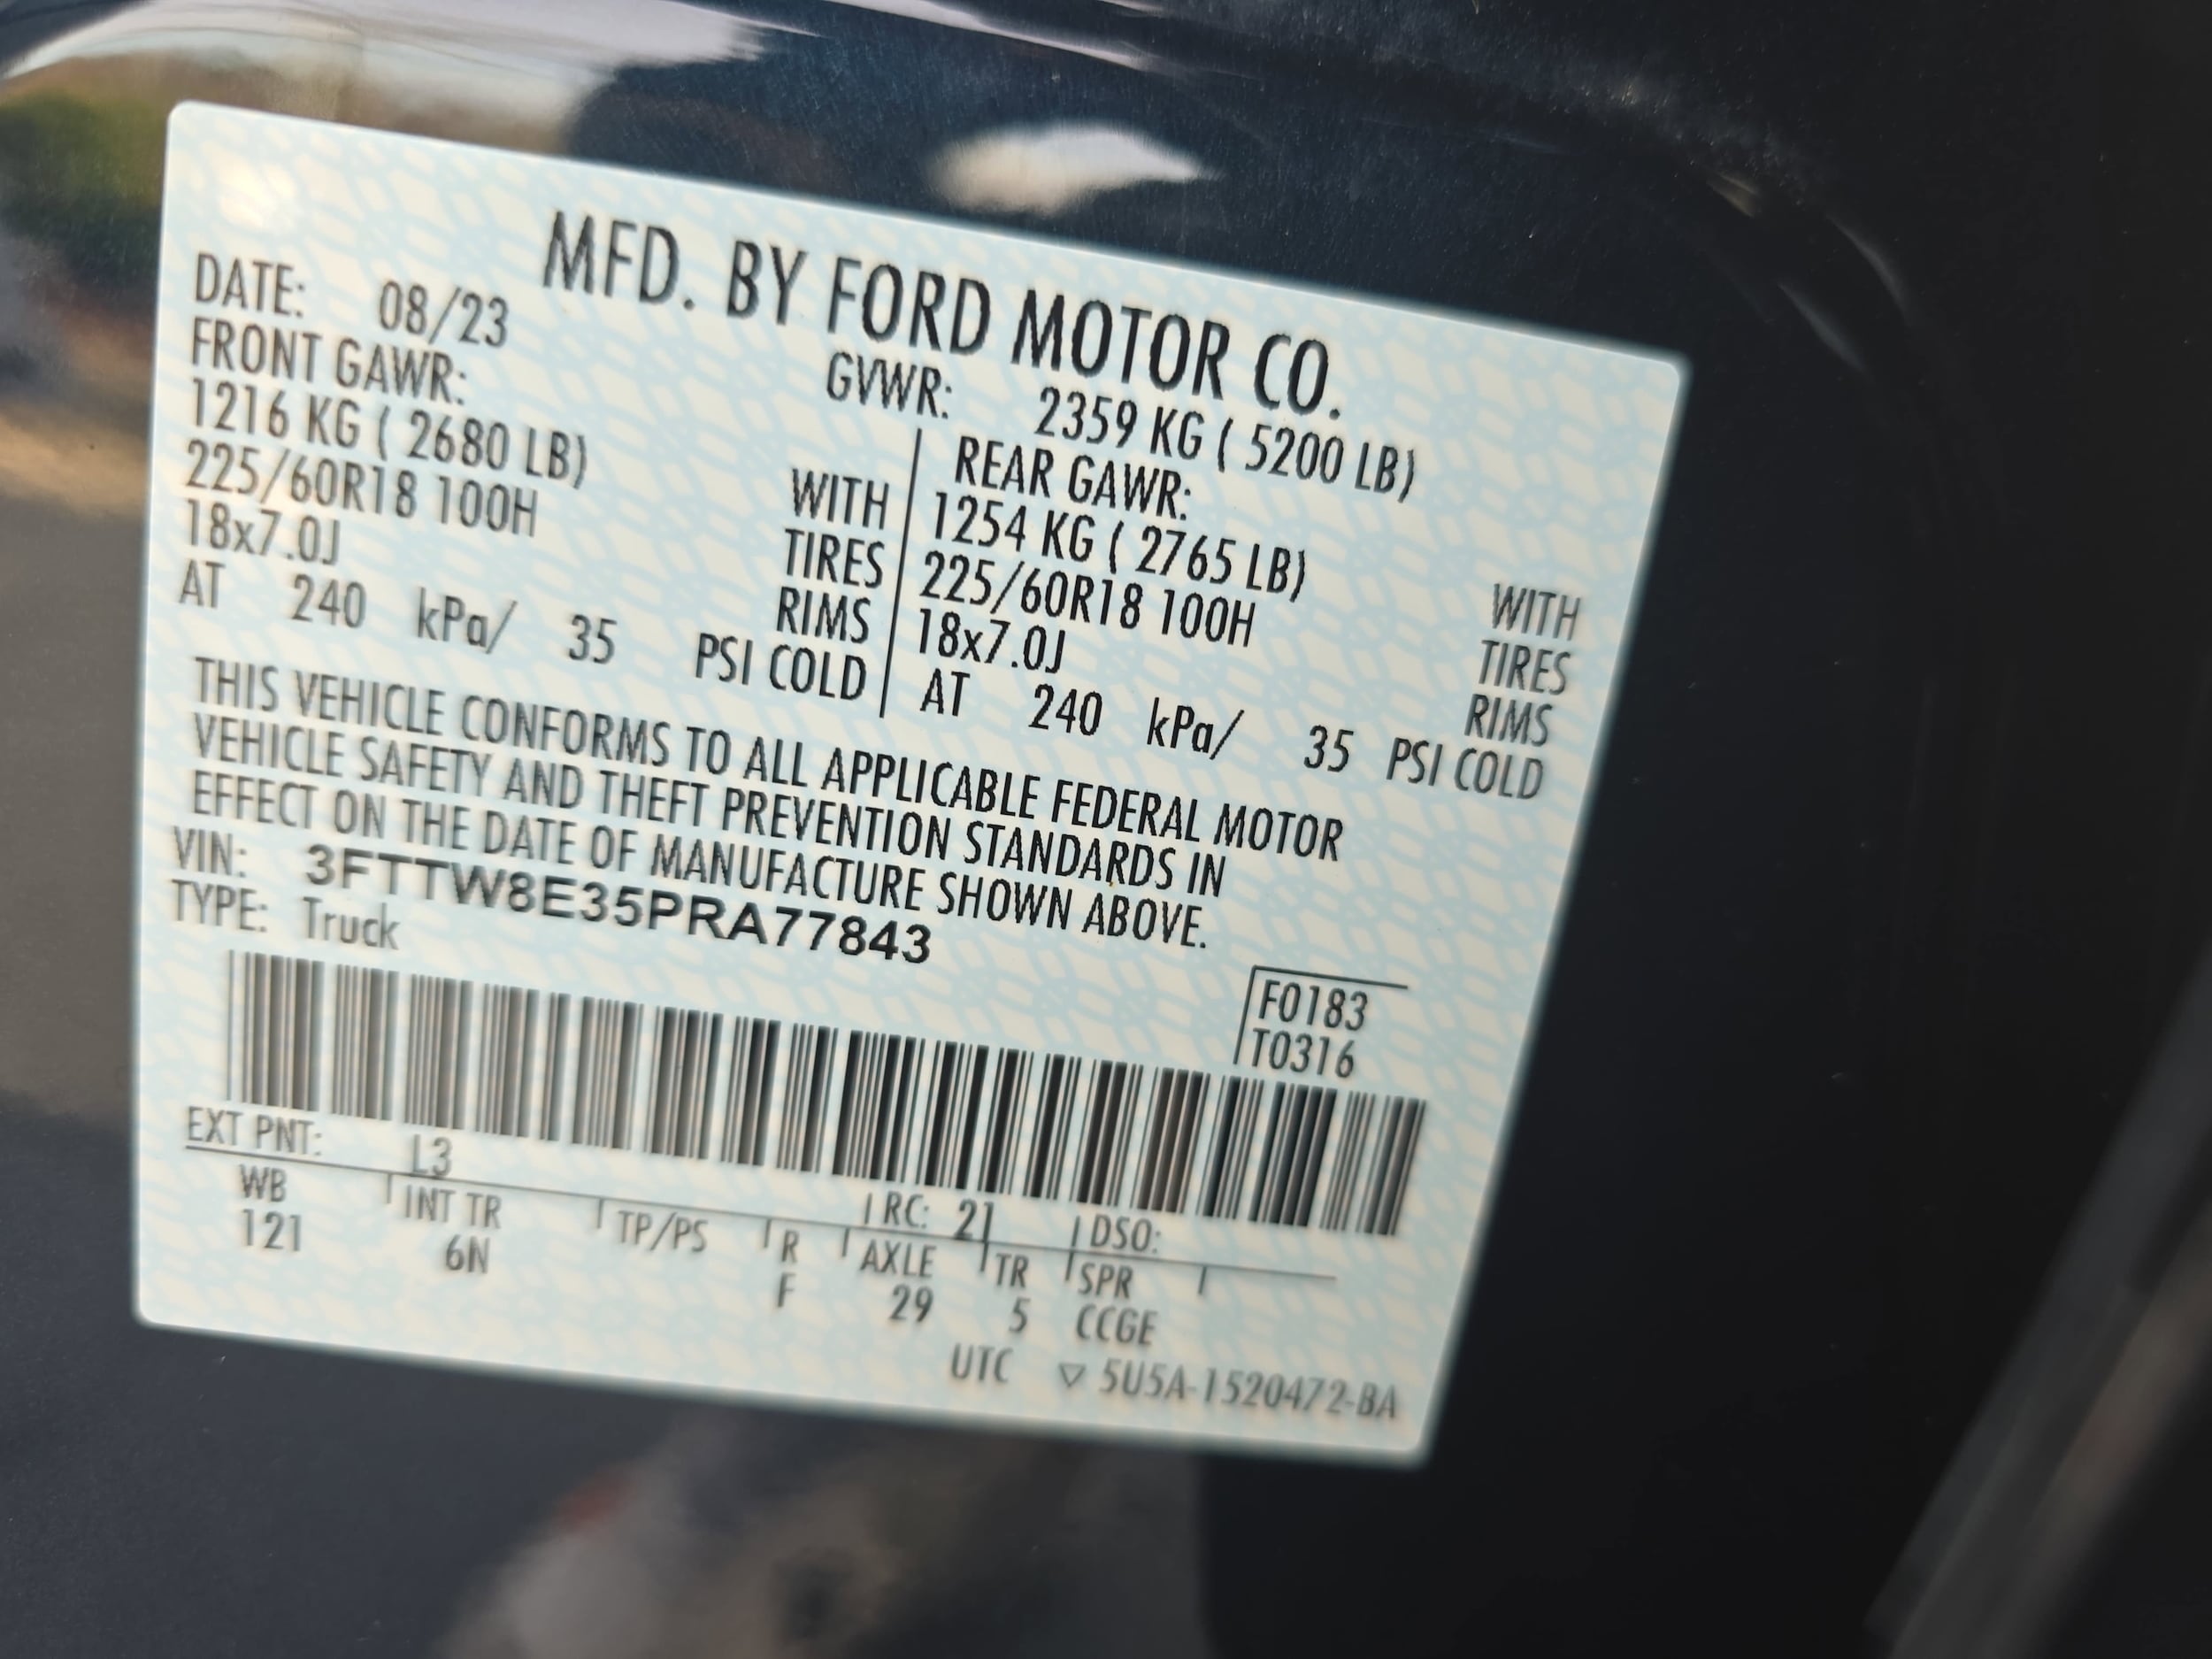 MFD. BY FORD MOTOR CO.
DATE: 08/23 GVWR: 2359 KG ( 5200 LB)
FRONT GAWR: REAR GAWR:
1216 KG ( 2680 LB) WITH 1254 KG ( 2765 LB) WITH
225/60R18 100H TIRES 225/60R18 100H TIRES
18x7.0J RIMS 18x7.0J RIMS
AT 240 kPa/ 35 PSI COLD AT 240 kPa/ 35 PSI COLD
THIS VEHICLE CONFORMS TO ALL APPLICABLE FEDERAL MOTOR
VEHICLE SAFETY AND THEFT PREVENTION STANDARDS IN
EFFECT ON THE DATE OF MANUFACTURE SHOWN ABOVE.
VIN: 3FTTW8E35PRA77843
TYPE: Truck
F0183
T0316
EXT PNT: L3 RC: 21 DSO:
WB INT TR TP/PS R AXLE TR SPR
121 6N F 29 5 CCGE
UTC ▽ 5U5A-1520472-BA